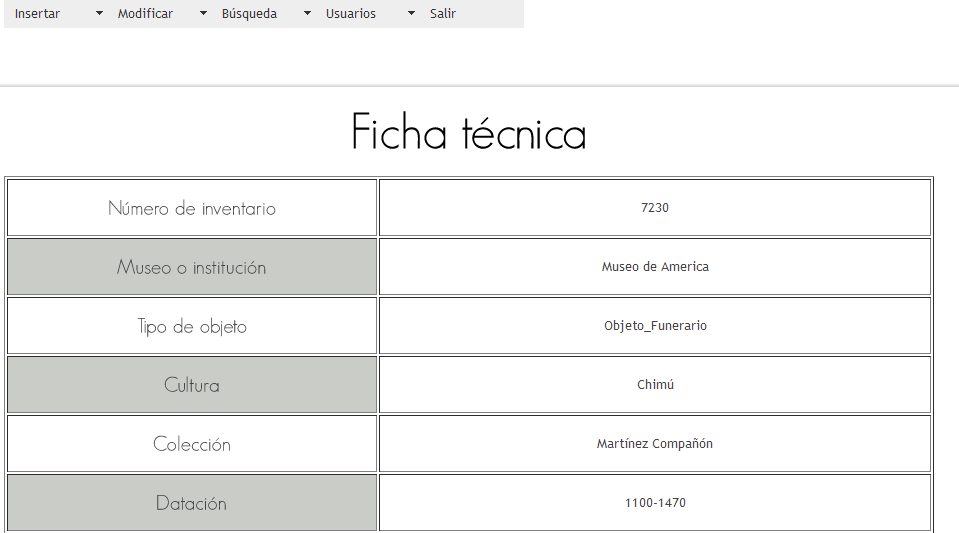 Insertar Modificar Búsqueda Usuarios Salir
Ficha técnica
Número de inventario 7230
Museo o institución Museo de America
Tipo de objeto Objeto_Funerario
Cultura Chimú
Colección Martínez Compañón
Datación 1100-1470